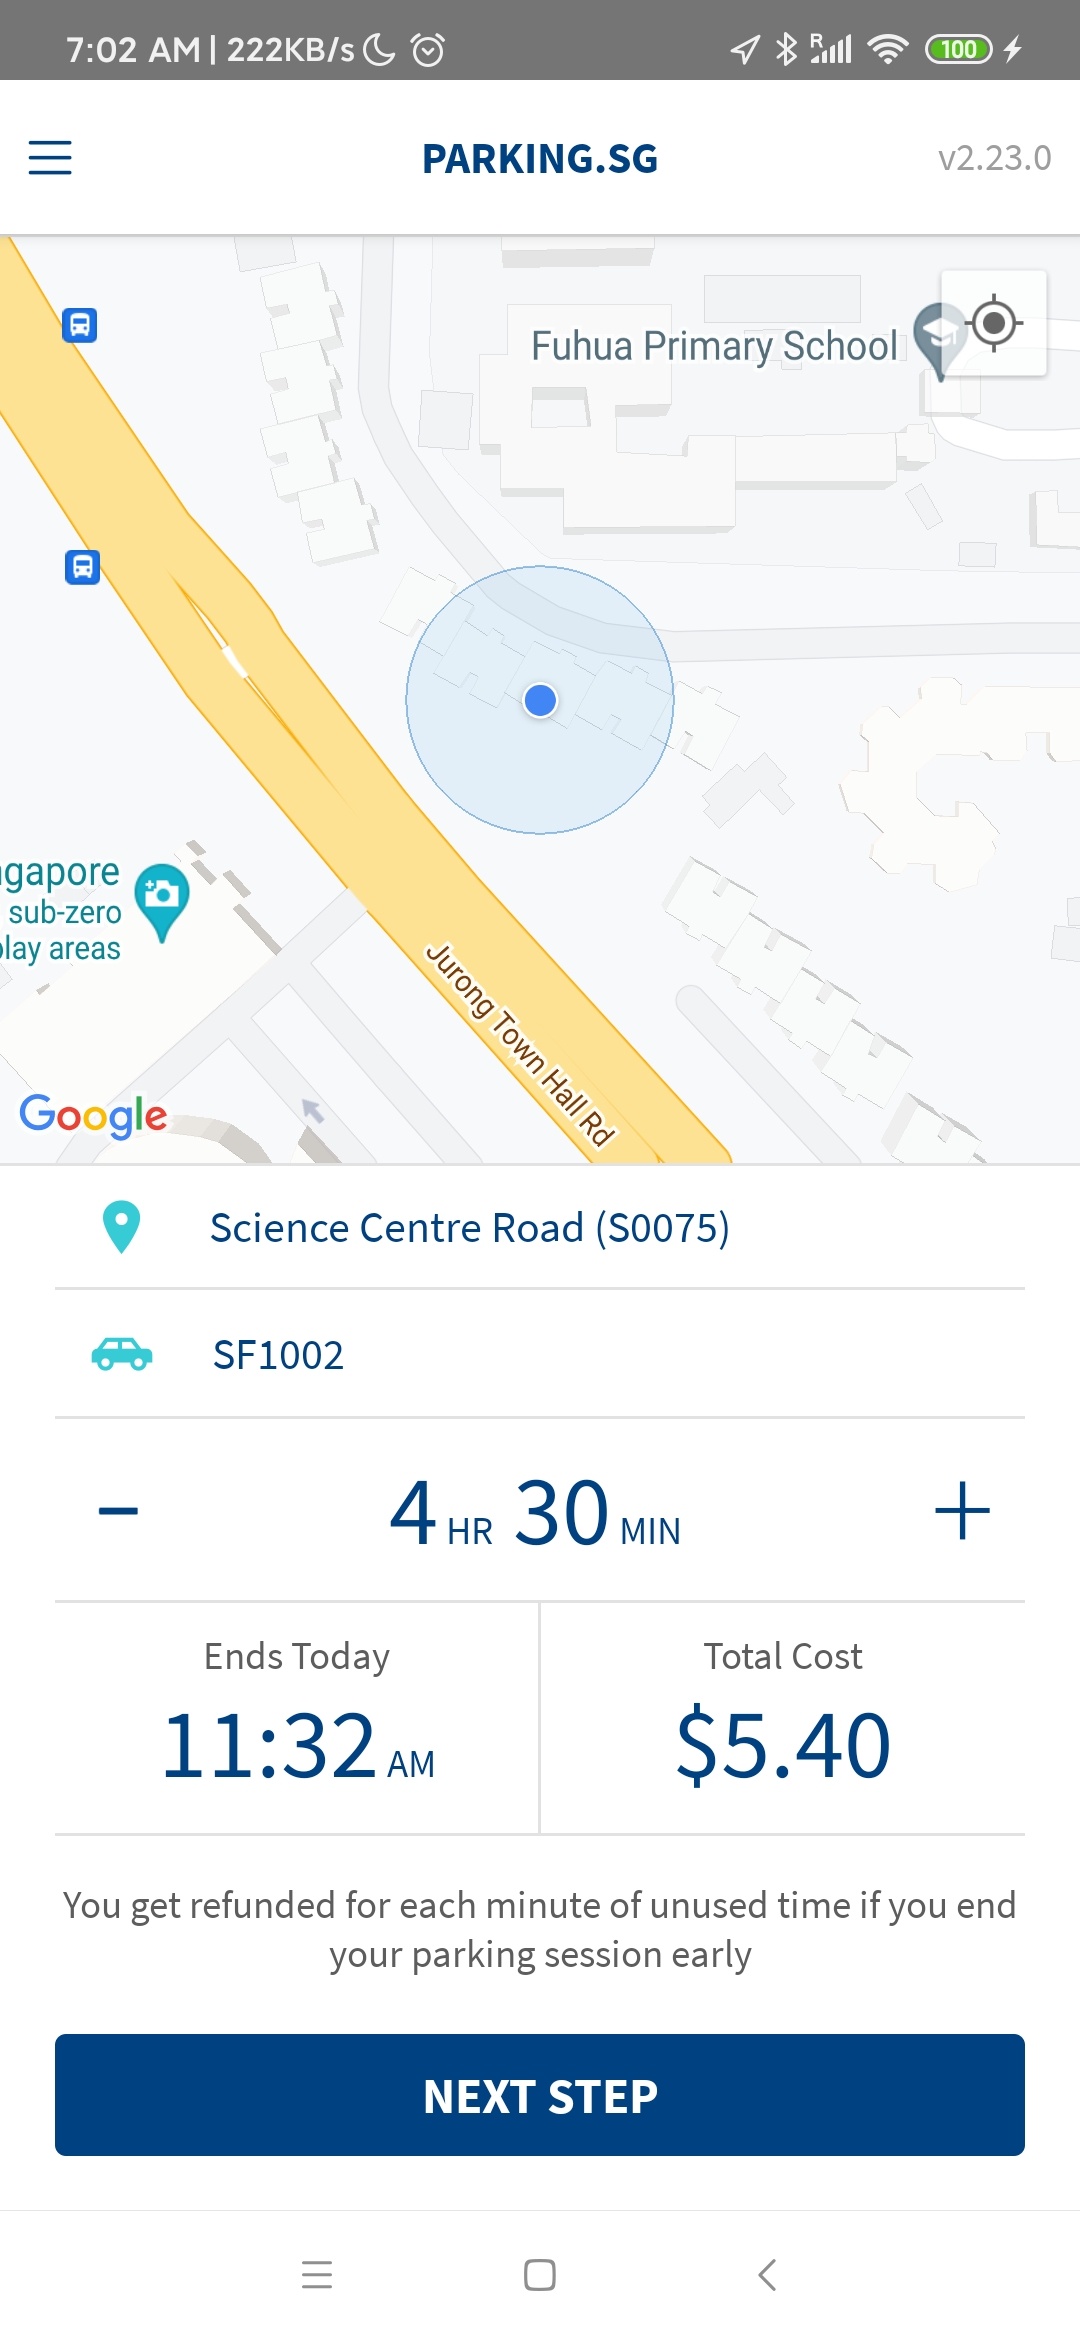 7:02 AM | 222KB/s
R
100
PARKING.SG
v2.23.0
Fuhua Primary School
ngapore
sub-zero
play areas
Jurong Town Hall Rd
Google
Science Centre Road (S0075)
SF1002
4 HR 30 MIN
Ends Today
11:32 AM
Total Cost
$5.40
You get refunded for each minute of unused time if you end
your parking session early
NEXT STEP